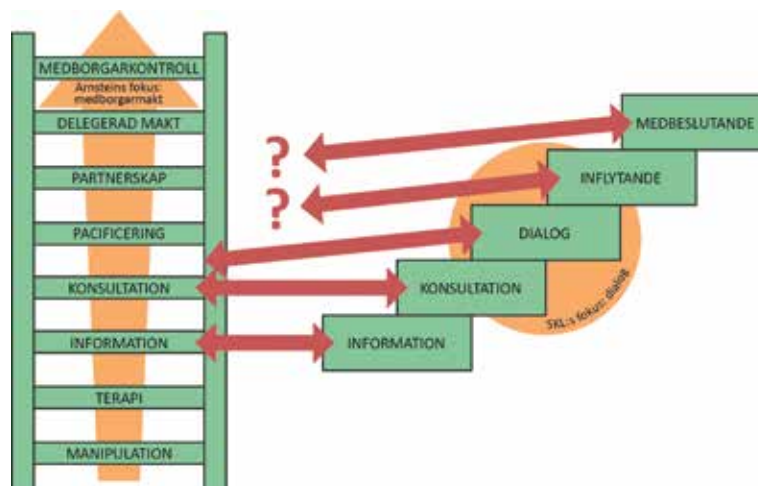 MEDBORGARKONTROLL
Arnsteins fokus:
medborgarmakt
DELEGERAD MAKT
PARTNERSKAP
PACIFICERING
KONSULTATION
INFORMATION
TERAPI
MANIPULATION
?
?
MEDBESLUTANDE
INFLYTANDE
DIALOG
KONSULTATION
INFORMATION
SKL:s fokus: dialog